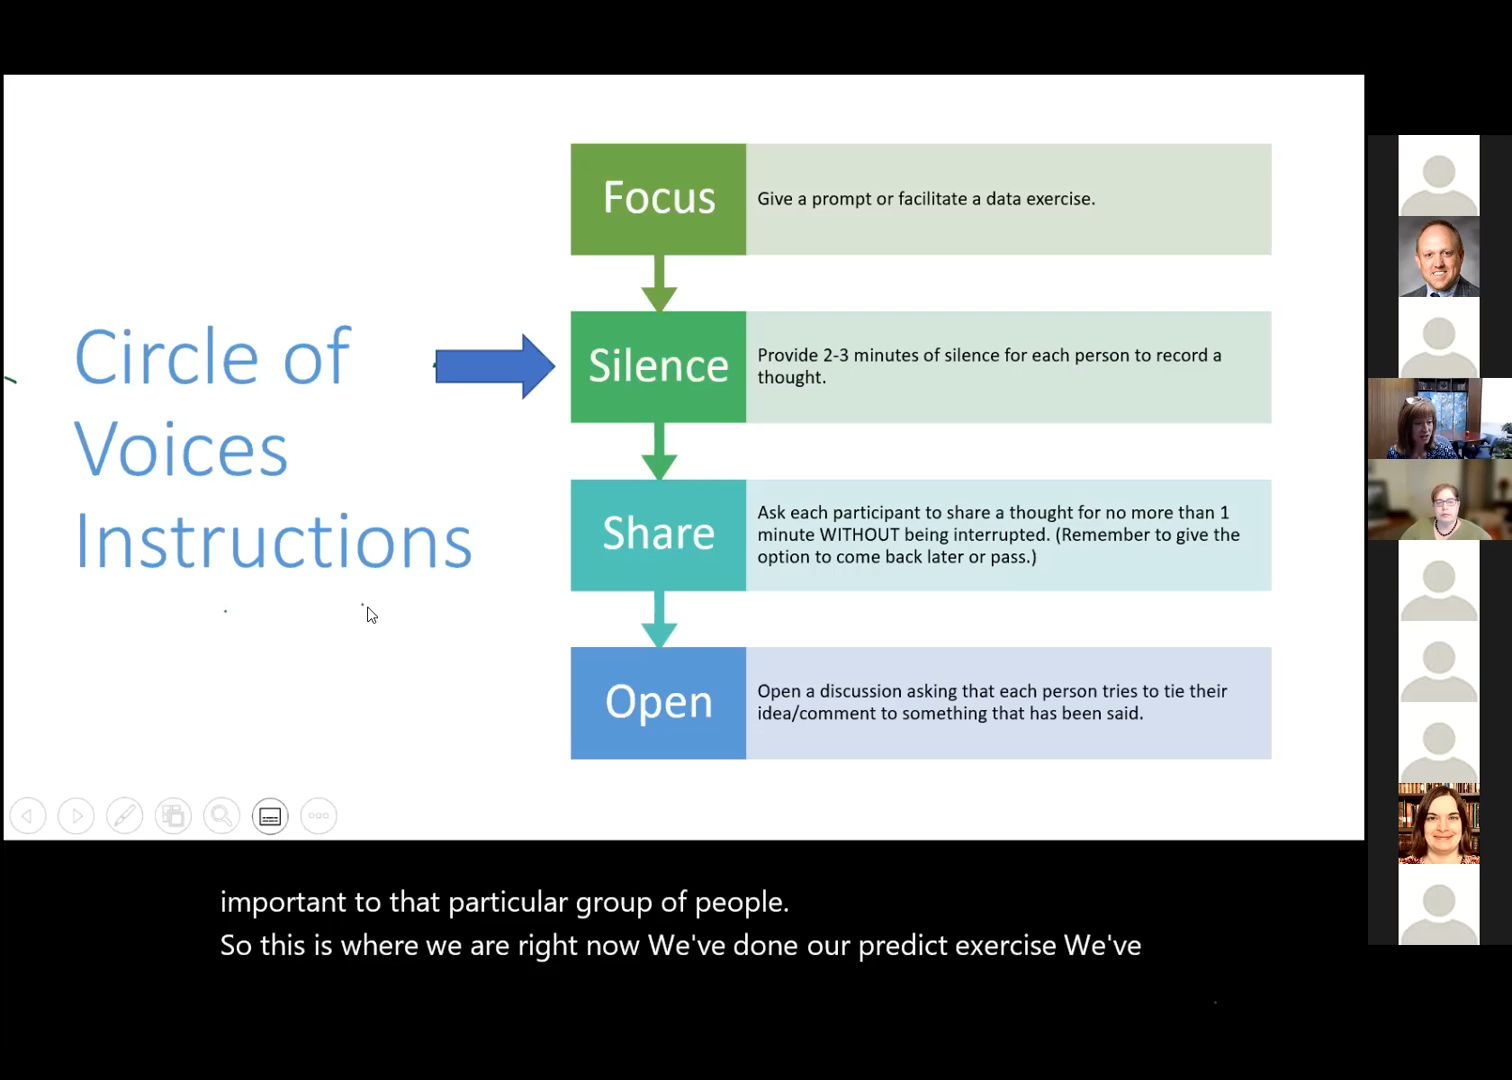 Circle of
Voices
Instructions
Focus
Give a prompt or facilitate a data exercise.
Silence
Provide 2-3 minutes of silence for each person to record a
thought.
Share
Ask each participant to share a thought for no more than 1
minute WITHOUT being interrupted. (Remember to give the
option to come back later or pass.)
Open
Open a discussion asking that each person tries to tie their
idea/comment to something that has been said.
important to that particular group of people.
So this is where we are right now We've done our predict exercise We've